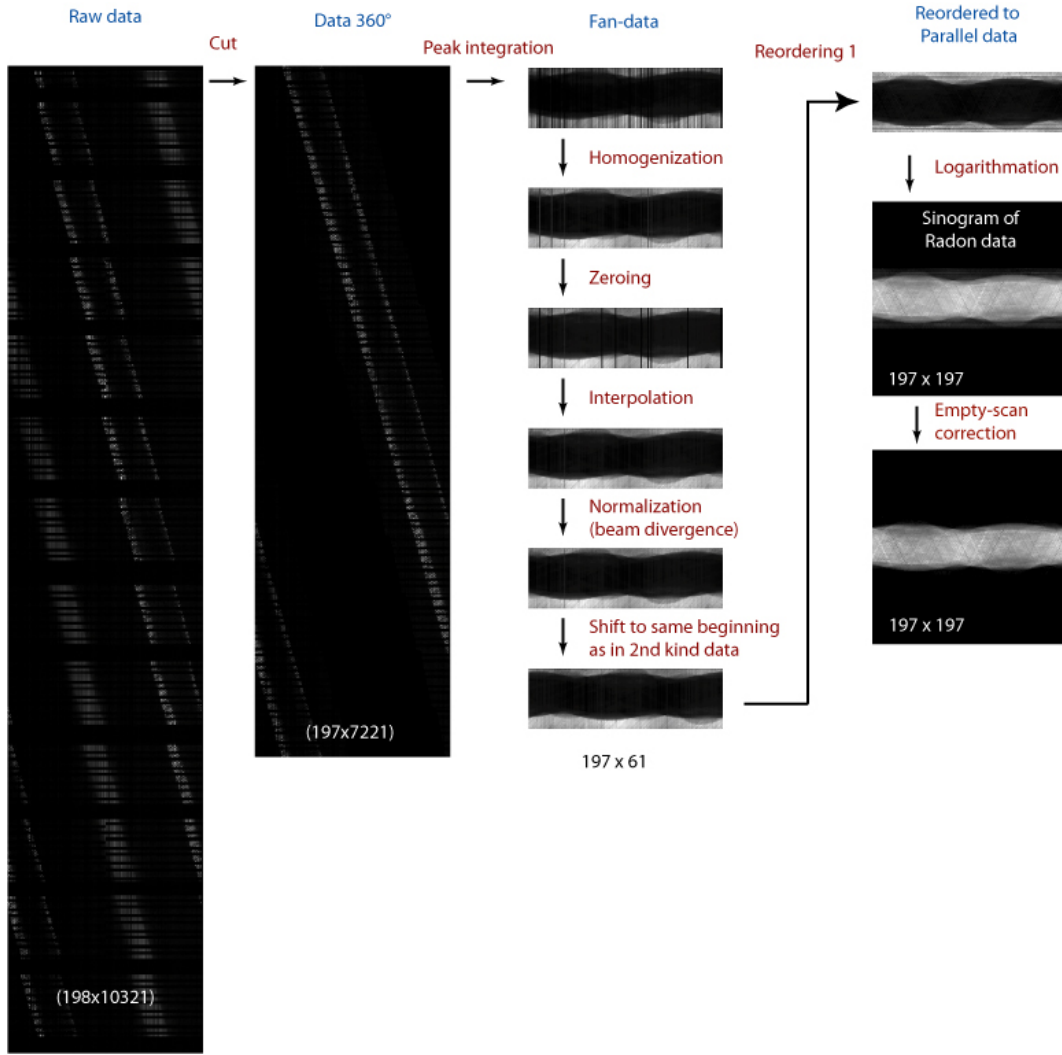 Raw data
Cut
Data 360°
Peak integration
Fan-data
Reordering 1
Reordered to
Parallel data
Homogenization
Zeroing
Interpolation
Normalization
(beam divergence)
Shift to same beginning
as in 2nd kind data
Logarithmation
Sinogram of
Radon data
197 x 197
Empty-scan
correction
197 x 197
(197x7221)
197 x 61
(198x10321)